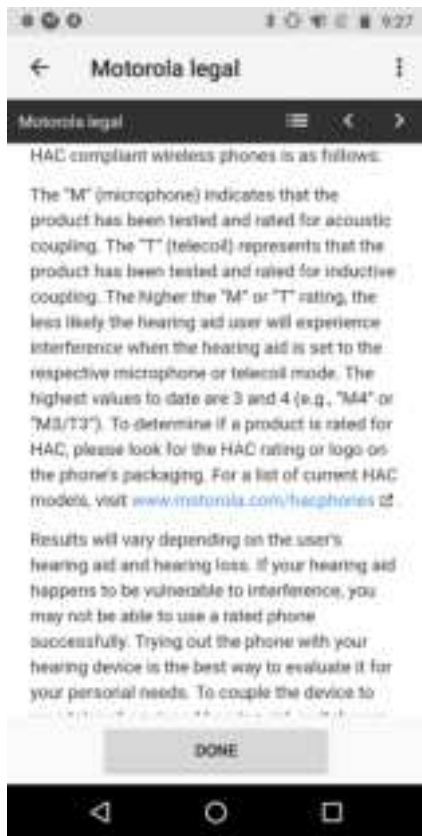 9:27
Motorola legal
Motorola legal
HAC compliant wireless phones is as follows:
The "M" (microphone) indicates that the
product has been tested and rated for acoustic
coupling. The "T" (telecoil) represents that the
product has been tested and rated for inductive
coupling. The higher the "M" or "T" rating, the
less likely the hearing aid user will experience
interference when the hearing aid is set to the
respective microphone or telecoil mode. The
highest values to date are 3 and 4 (e.g., "M4" or
"M3/T3"). To determine if a product is rated for
HAC, please look for the HAC rating or logo on
the phone's packaging. For a list of current HAC
models, visit www.motorola.com/hacphones
Results will vary depending on the user's
hearing aid and hearing loss. If your hearing aid
happens to be vulnerable to interference, you
may not be able to use a rated phone
successfully. Trying out the phone with your
hearing device is the best way to evaluate it for
your personal needs. To couple the device to
DONE